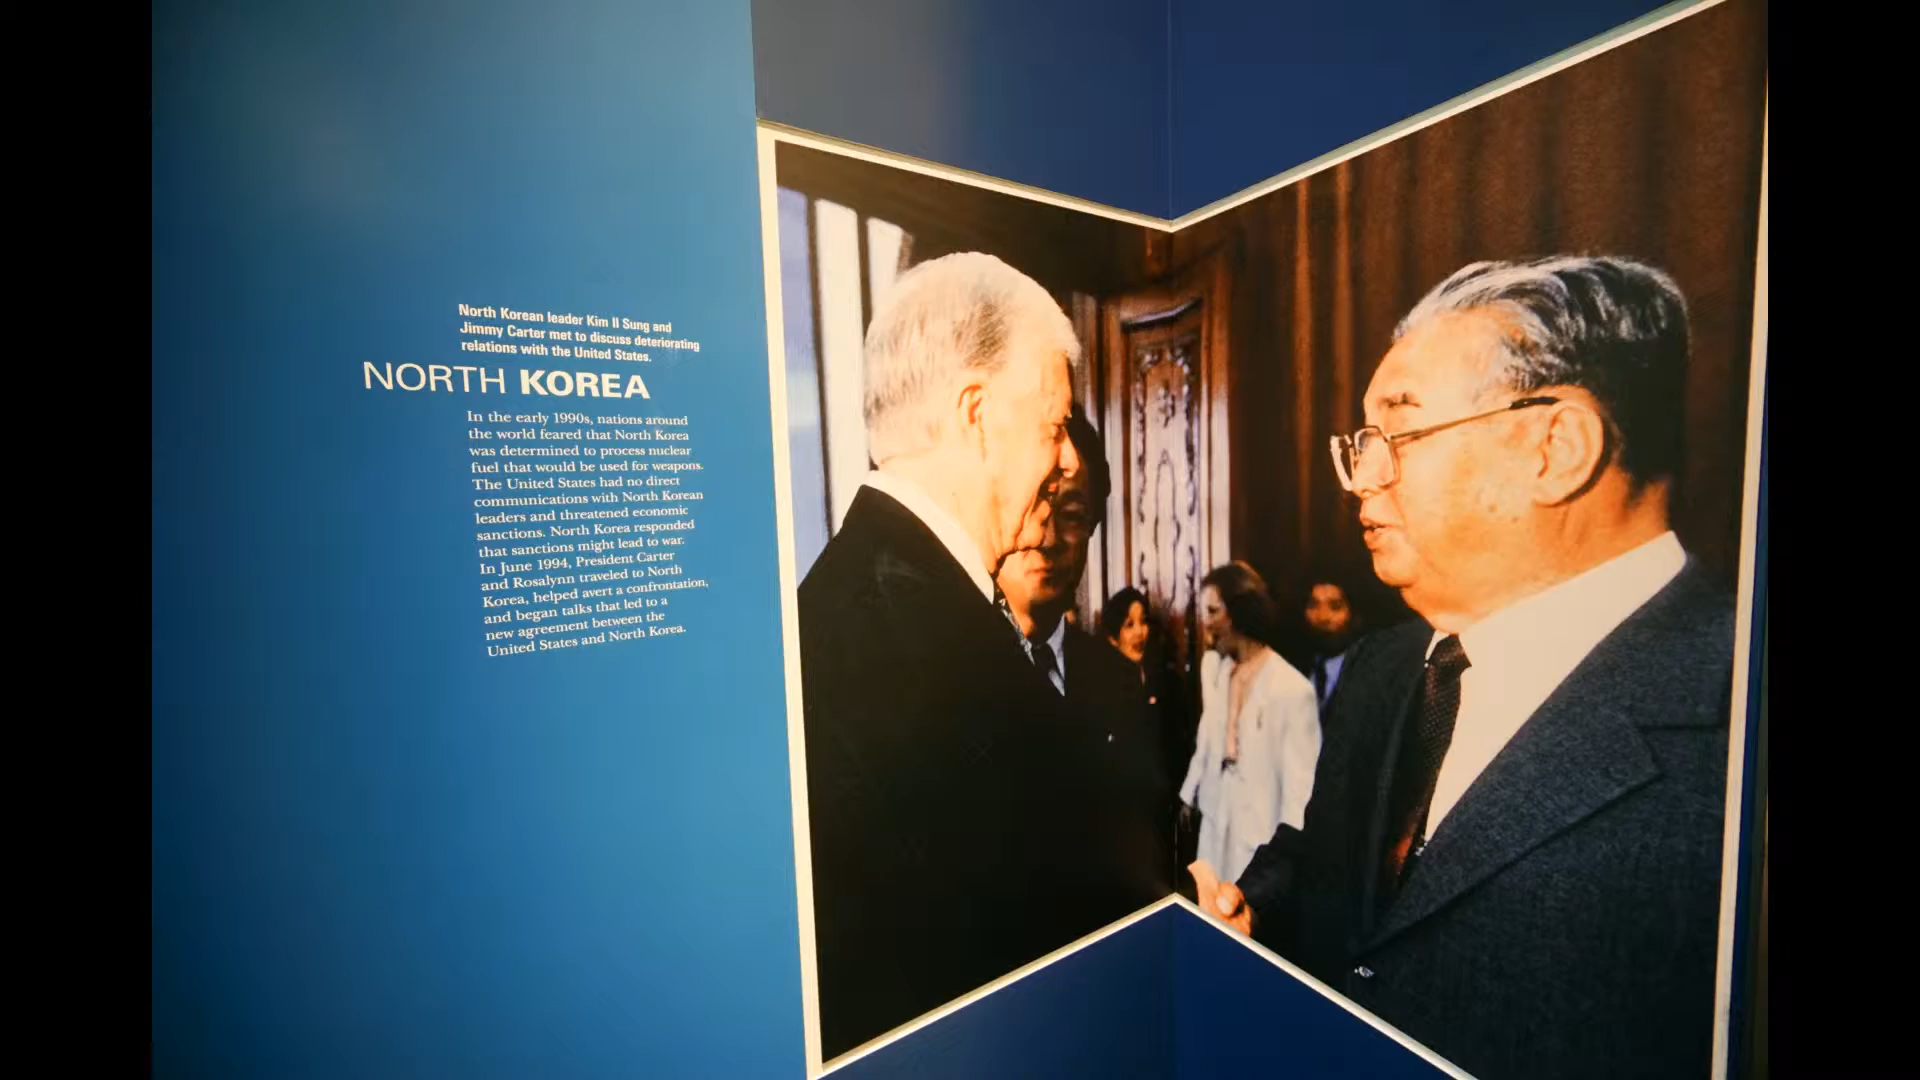 North Korean leader Kim Il Sung and
Jimmy Carter met to discuss deteriorating
relations with the United States.
NORTH KOREA
In the early 1990s, nations around
the world feared that North Korea
was determined to process nuclear
fuel that would be used for weapons.
The United States had no direct
communications with North Korean
leaders and threatened economic
sanctions. North Korea responded
that sanctions might lead to war.
In June 1994, President Carter
and Rosalynn traveled to North
Korea, helped avert a confrontation,
and began talks that led to a
new agreement between the
United States and North Korea.